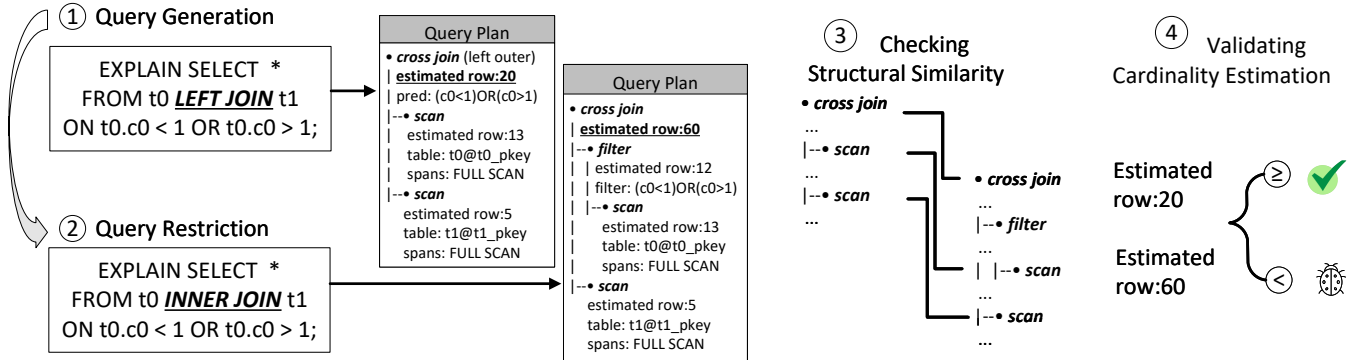 1 Query Generation
EXPLAIN SELECT *
FROM t0 LEFT JOIN t1
ON t0.c0 < 1 OR t0.c0 > 1;
2 Query Restriction
EXPLAIN SELECT *
FROM t0 INNER JOIN t1
ON t0.c0 < 1 OR t0.c0 > 1;
Query Plan
• cross join (left outer)
| estimated row:20
| pred: (c0<1)OR(c0>1)
|--• scan
| estimated row:13
| table: t0@t0_pkey
| spans: FULL SCAN
|--• scan
estimated row:5
table: t1@t1_pkey
spans: FULL SCAN
Query Plan
• cross join
| estimated row:60
|--• filter
| | estimated row:12
| | filter: (c0<1)OR(c0>1)
| |--• scan
| estimated row:13
| table: t0@t0_pkey
| spans: FULL SCAN
|--• scan
estimated row:5
table: t1@t1_pkey
spans: FULL SCAN
3 Checking
Structural Similarity
• cross join
...
|--• scan
...
|--• scan
...
• cross join
...
|--• filter
...
| |--• scan
...
|--• scan
...
4 Validating
Cardinality Estimation
Estimated
row:20
≥
Estimated
row:60
<